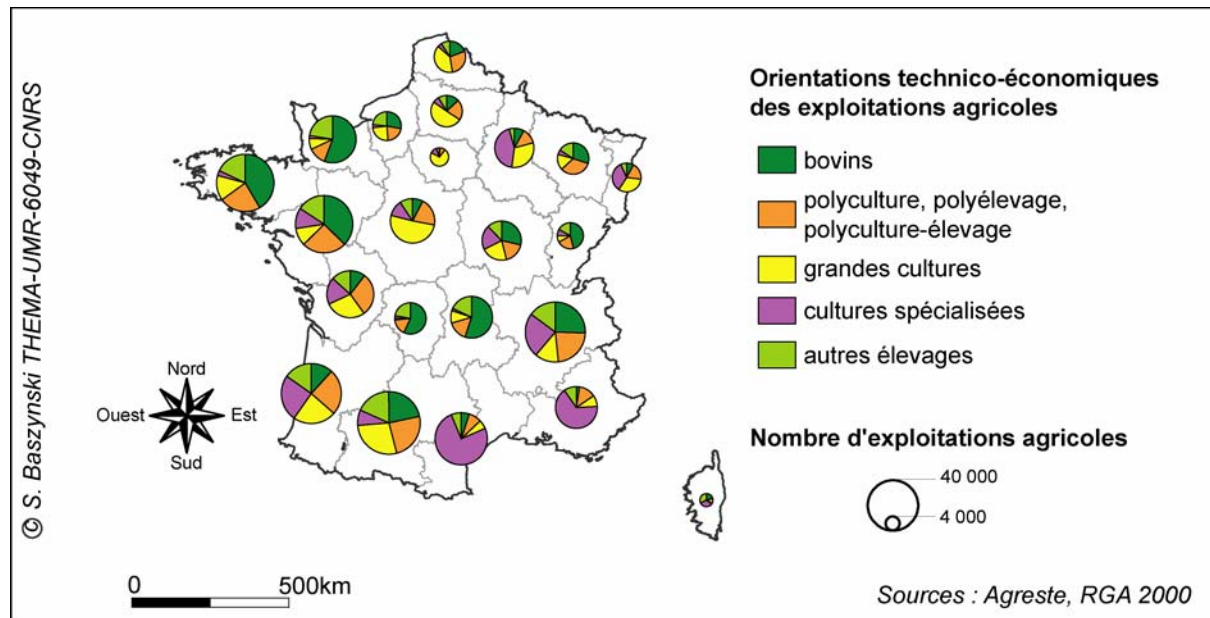 © S. Baszynski THEMA-UMR-6049-CNRS
Orientations technico-économiques
des exploitations agricoles
bovins
polyculture, polyélevage,
polyculture-élevage
grandes cultures
cultures spécialisées
autres élevages
Nord
Ouest
Est
Sud
Nombre d'exploitations agricoles
40 000
4 000
0
500km
Sources : Agreste, RGA 2000